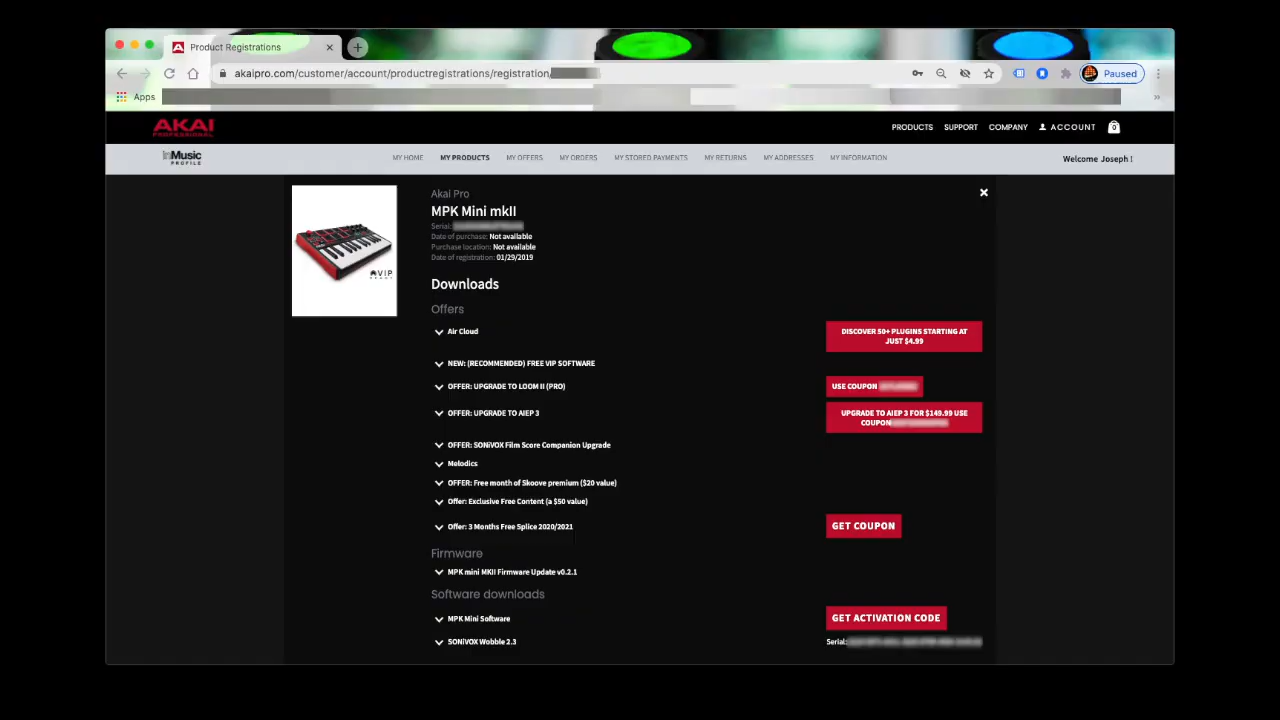 Product Registrations
akaipro.com/customer/account/productregistrations/registration/
Paused
Apps
AKAI
PROFESSIONAL
PRODUCTS SUPPORT COMPANY ACCOUNT 0
inMusic
PROFILE
MY HOME MY PRODUCTS MY OFFERS MY ORDERS MY STORED PAYMENTS MY RETURNS MY ADDRESSES MY INFORMATION
Welcome Joseph !
VIP
Akai Pro
MPK Mini mkII
Serial:
Date of purchase: Not available
Purchase location: Not available
Date of registration: 01/29/2019
Downloads
Offers
Air Cloud
DISCOVER 50+ PLUGINS STARTING AT
JUST $4.99
NEW: (RECOMMENDED) FREE VIP SOFTWARE
OFFER: UPGRADE TO LOOM II (PRO)
USE COUPON
OFFER: UPGRADE TO AIEP 3
UPGRADE TO AIEP 3 FOR $149.99 USE
COUPON
OFFER: SONiVOX Film Score Companion Upgrade
Melodics
OFFER: Free month of Skoove premium ($20 value)
Offer: Exclusive Free Content (a $50 value)
Offer: 3 Months Free Splice 2020/2021
GET COUPON
Firmware
MPK mini MKII Firmware Update v0.2.1
Software downloads
MPK Mini Software
GET ACTIVATION CODE
SONiVOX Wobble 2.3
Serial: